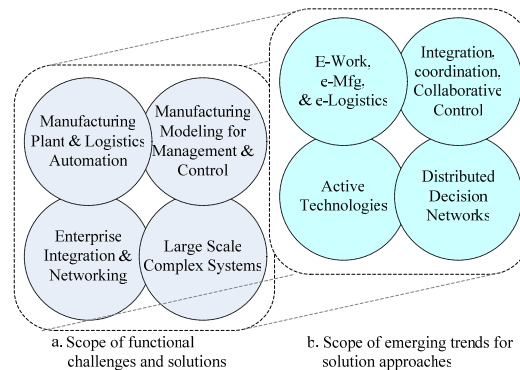 Manufacturing
Plant & Logistics
Automation
Manufacturing
Modeling for
Management &
Control
Enterprise
Integration &
Networking
Large Scale
Complex Systems
a. Scope of functional
challenges and solutions
E-Work,
e-Mfg,
& e-Logistics
Integration,
coordination,
Collaborative
Control
Active
Technologies
Distributed
Decision
Networks
b. Scope of emerging trends for
solution approaches